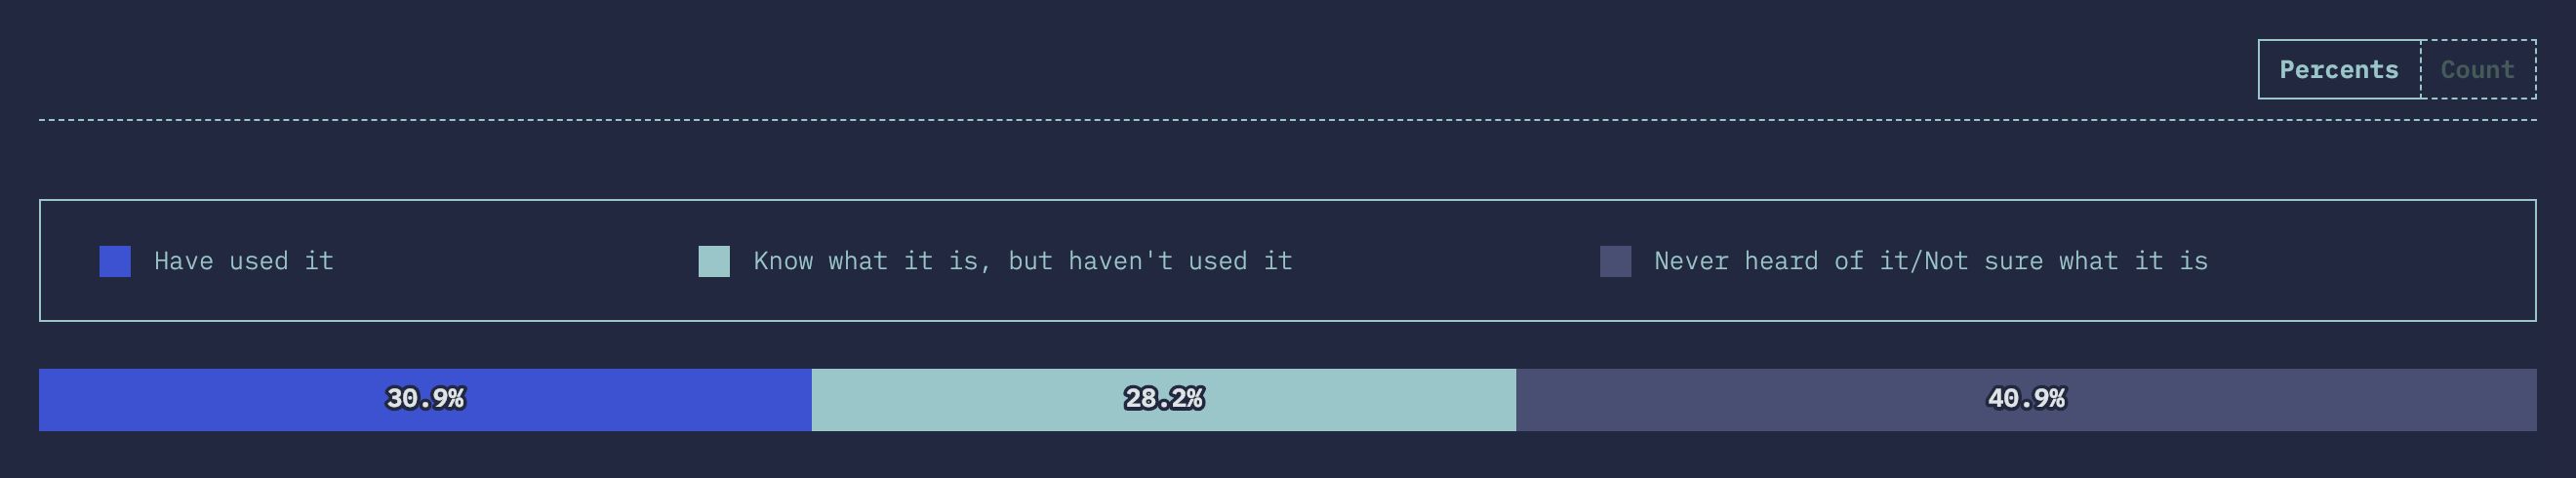 Percents Count
Have used it Know what it is, but haven't used it Never heard of it/Not sure what it is
30.9% 28.2% 40.9%